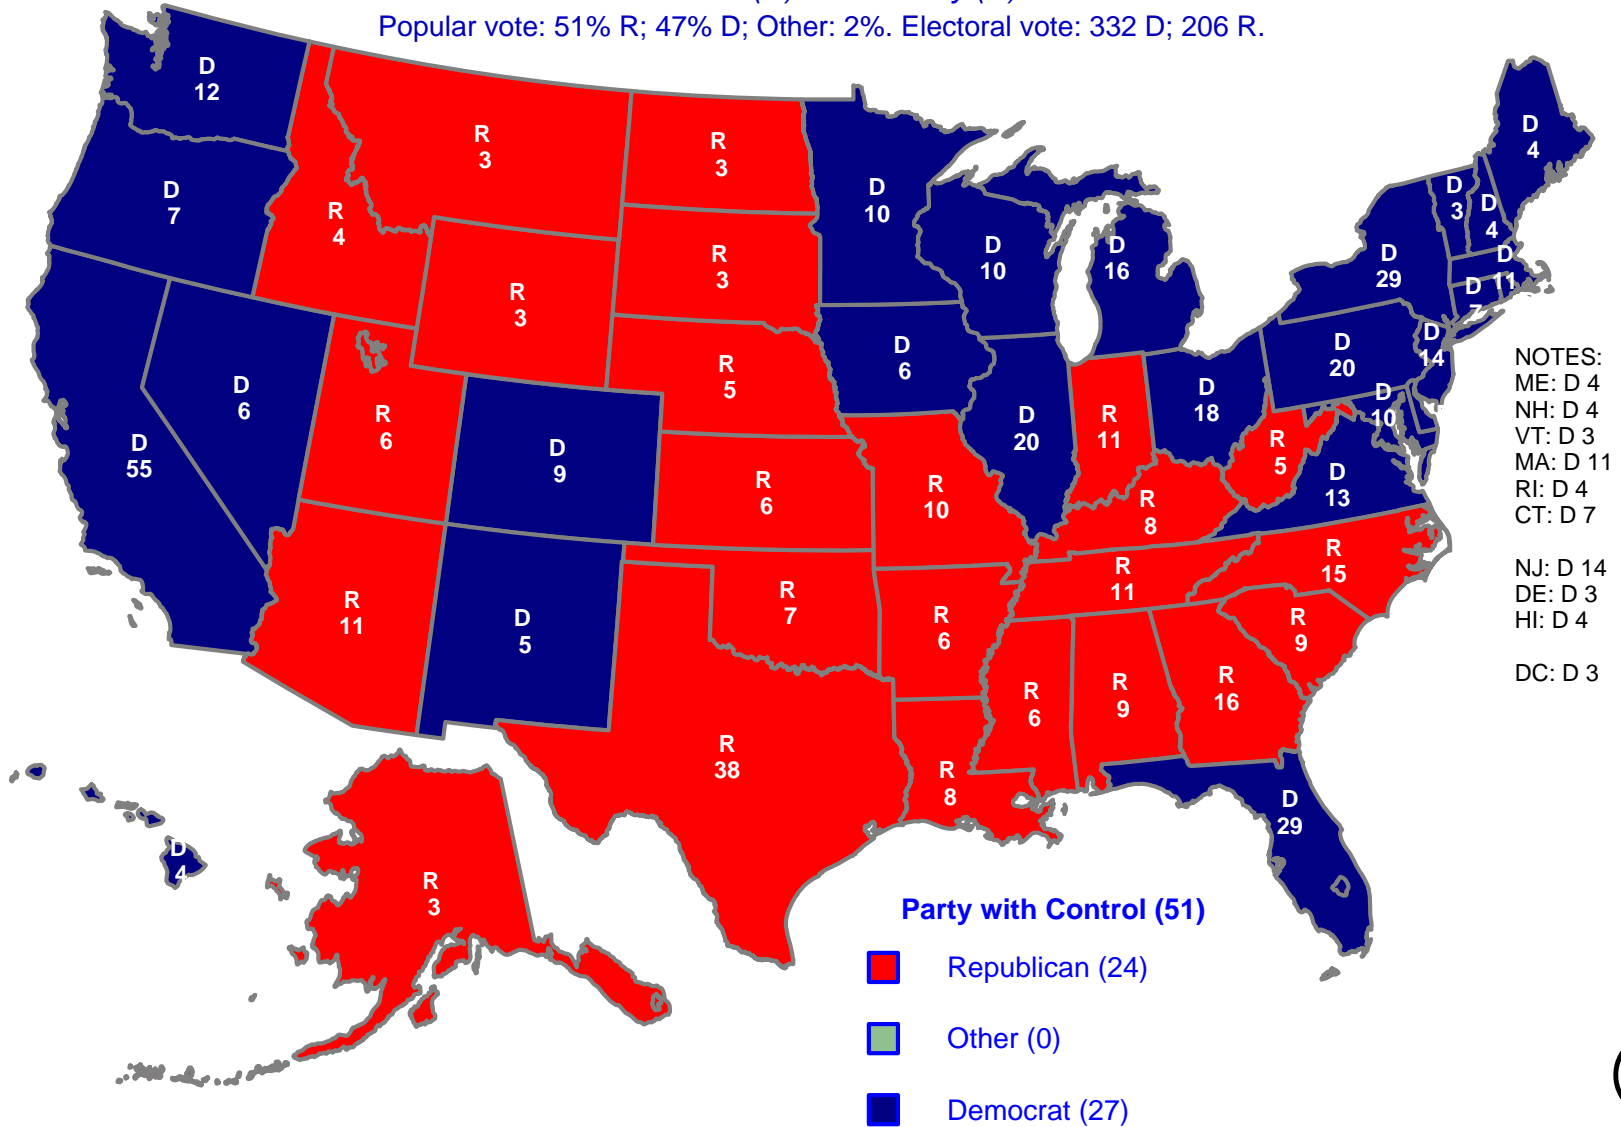 Popular vote: 51% R; 47% D; Other: 2%. Electoral vote: 332 D; 206 R.
D
12
D
7
D
55
D
6
R
4
R
3
R
3
R
6
D
9
R
11
D
5
R
3
R
3
R
5
R
6
R
7
R
38
D
10
D
6
R
10
R
6
R
8
D
10
D
20
D
16
R
11
D
18
R
8
R
11
R
6
R
9
R
16
D
29
R
9
R
15
D
13
R
5
D
10
D
20
D
14
D
29
D
3
D
4
D
4
D
11
D
7
D
4
R
3
NOTES:
ME: D 4
NH: D 4
VT: D 3
MA: D 11
RI: D 4
CT: D 7
NJ: D 14
DE: D 3
HI: D 4
DC: D 3
Party with Control (51)
Republican (24)
Other (0)
Democrat (27)